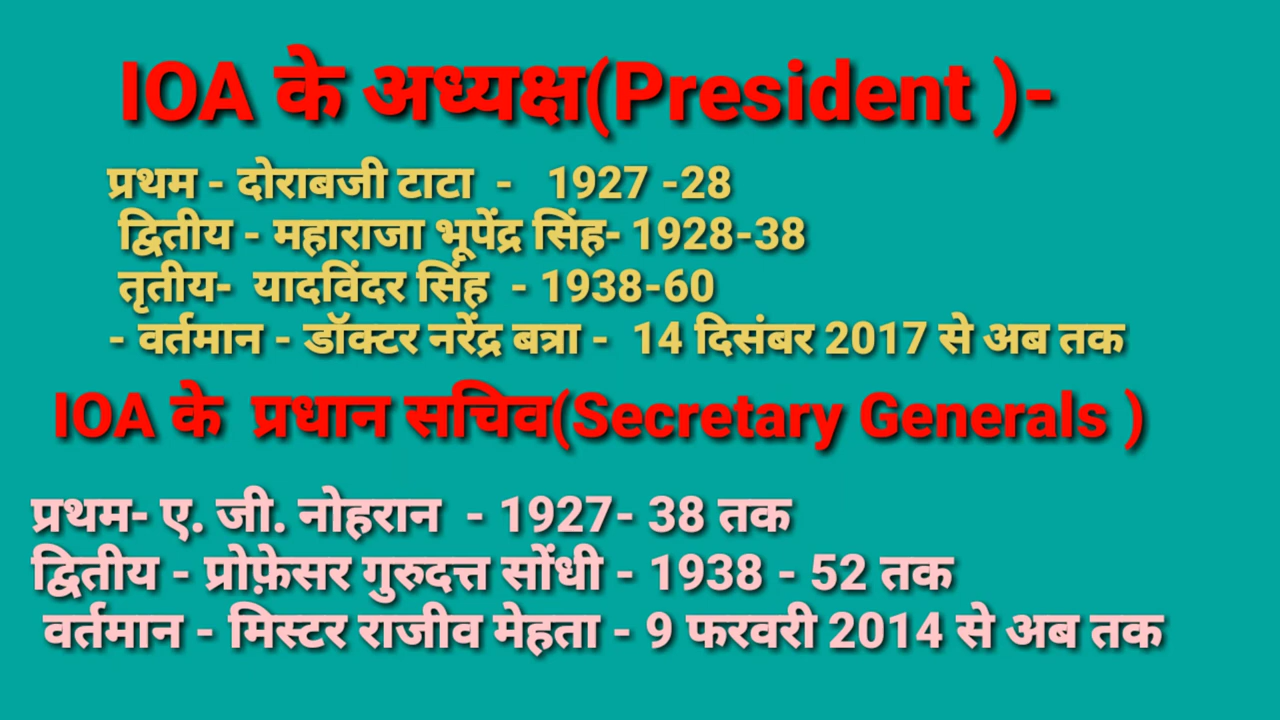 IOA के अध्यक्ष(President )-
प्रथम - दोराबजी टाटा - 1927 -28
द्वितीय - महाराजा भूपेंद्र सिंह- 1928-38
तृतीय- यादविंदर सिंह - 1938-60
- वर्तमान - डॉक्टर नरेंद्र बत्रा - 14 दिसंबर 2017 से अब तक
IOA के प्रधान सचिव(Secretary Generals )
प्रथम- ए. जी. नोहरान - 1927- 38 तक
द्वितीय - प्रोफ़ेसर गुरुदत्त सोंधी - 1938 - 52 तक
वर्तमान - मिस्टर राजीव मेहता - 9 फरवरी 2014 से अब तक